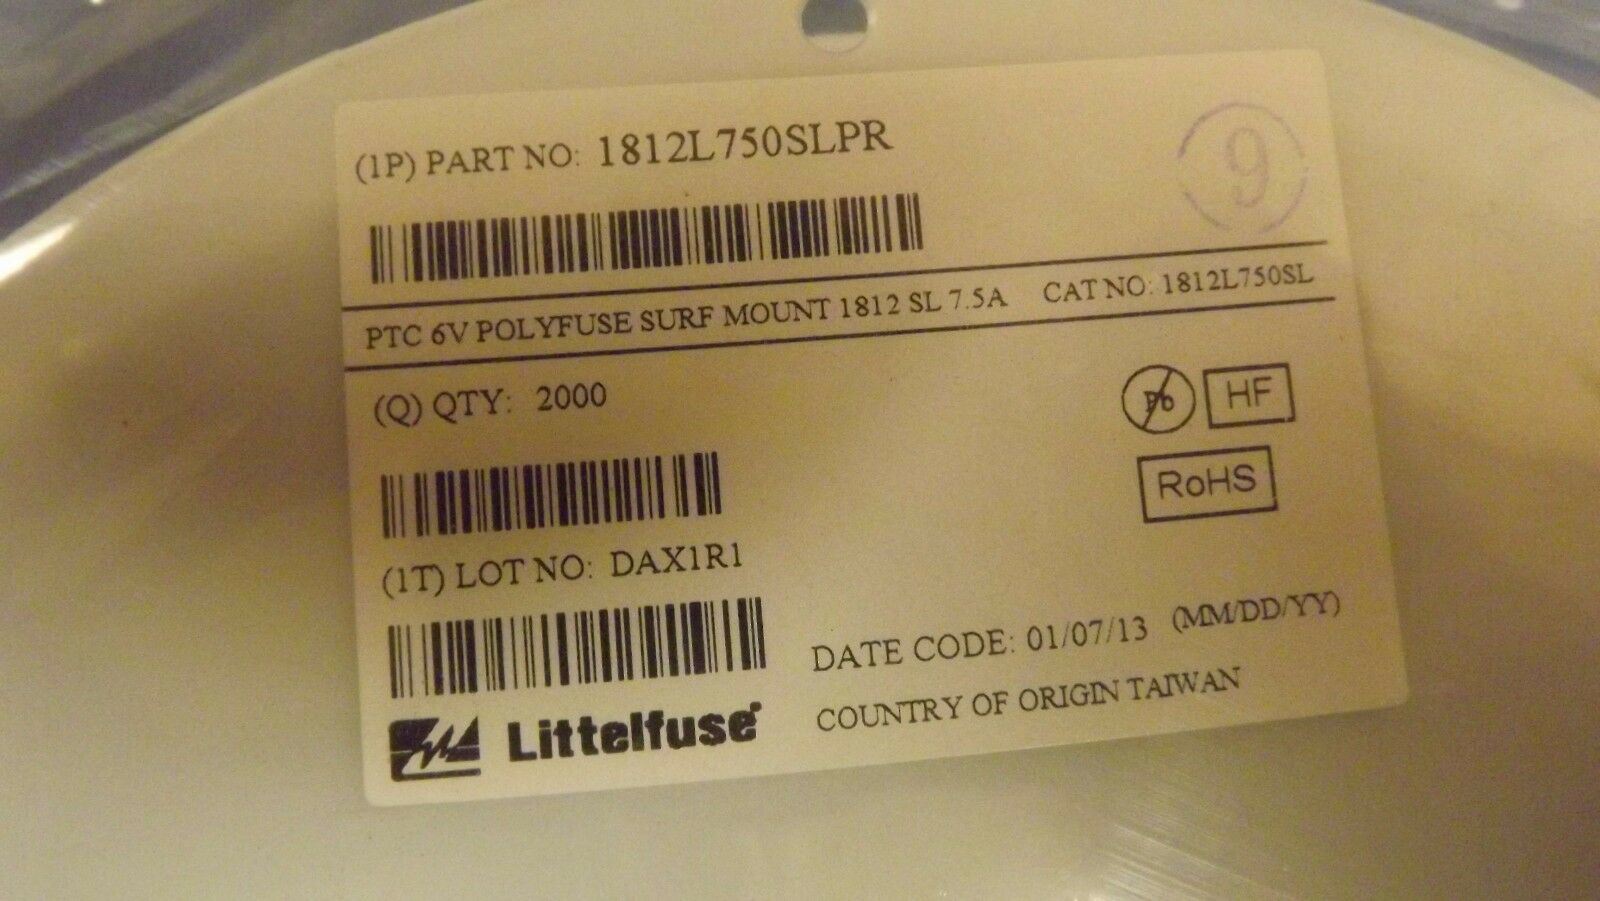 (1P) PART NO: 1812L750SLPR
9
PTC 6V POLYFUSE SURF MOUNT 1812 SL 7.5A CAT NO: 1812L750SL
(Q) QTY: 2000
Pb HF
RoHS
(1T) LOT NO: DAX1R1
DATE CODE: 01/07/13 (MM/DD/YY)
COUNTRY OF ORIGIN TAIWAN
Littelfuse